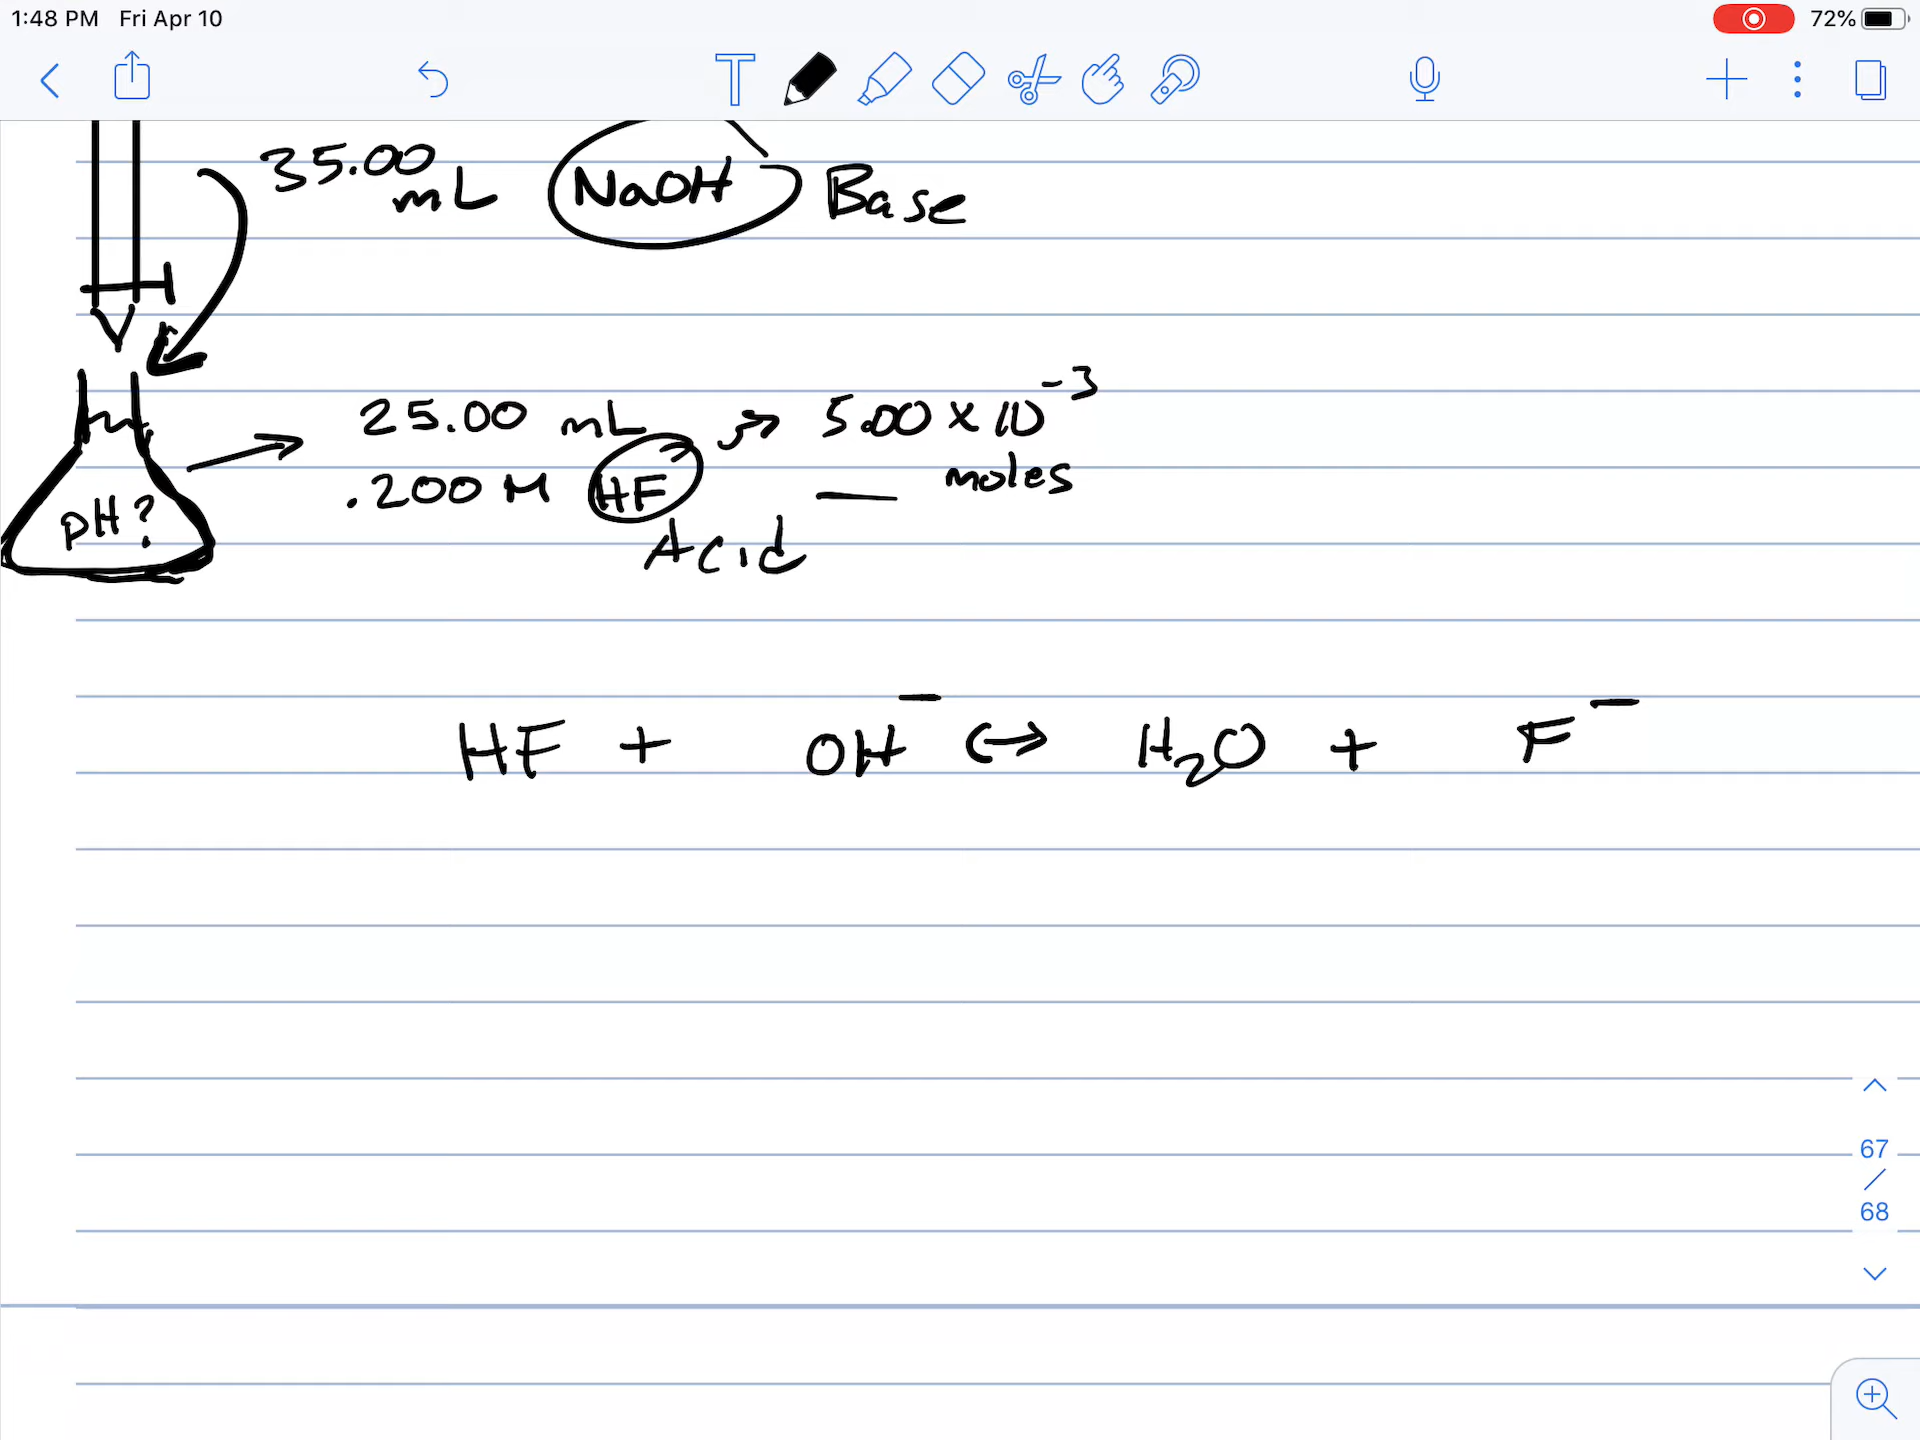 1:48 PM Fri Apr 10 72%
35.00 mL NaOH Base
25.00 mL → 5.00 x 10⁻³ moles
.200 M HF
Acid
pH?
HF + OH⁻ ↔ H₂O + F⁻
67
/
68